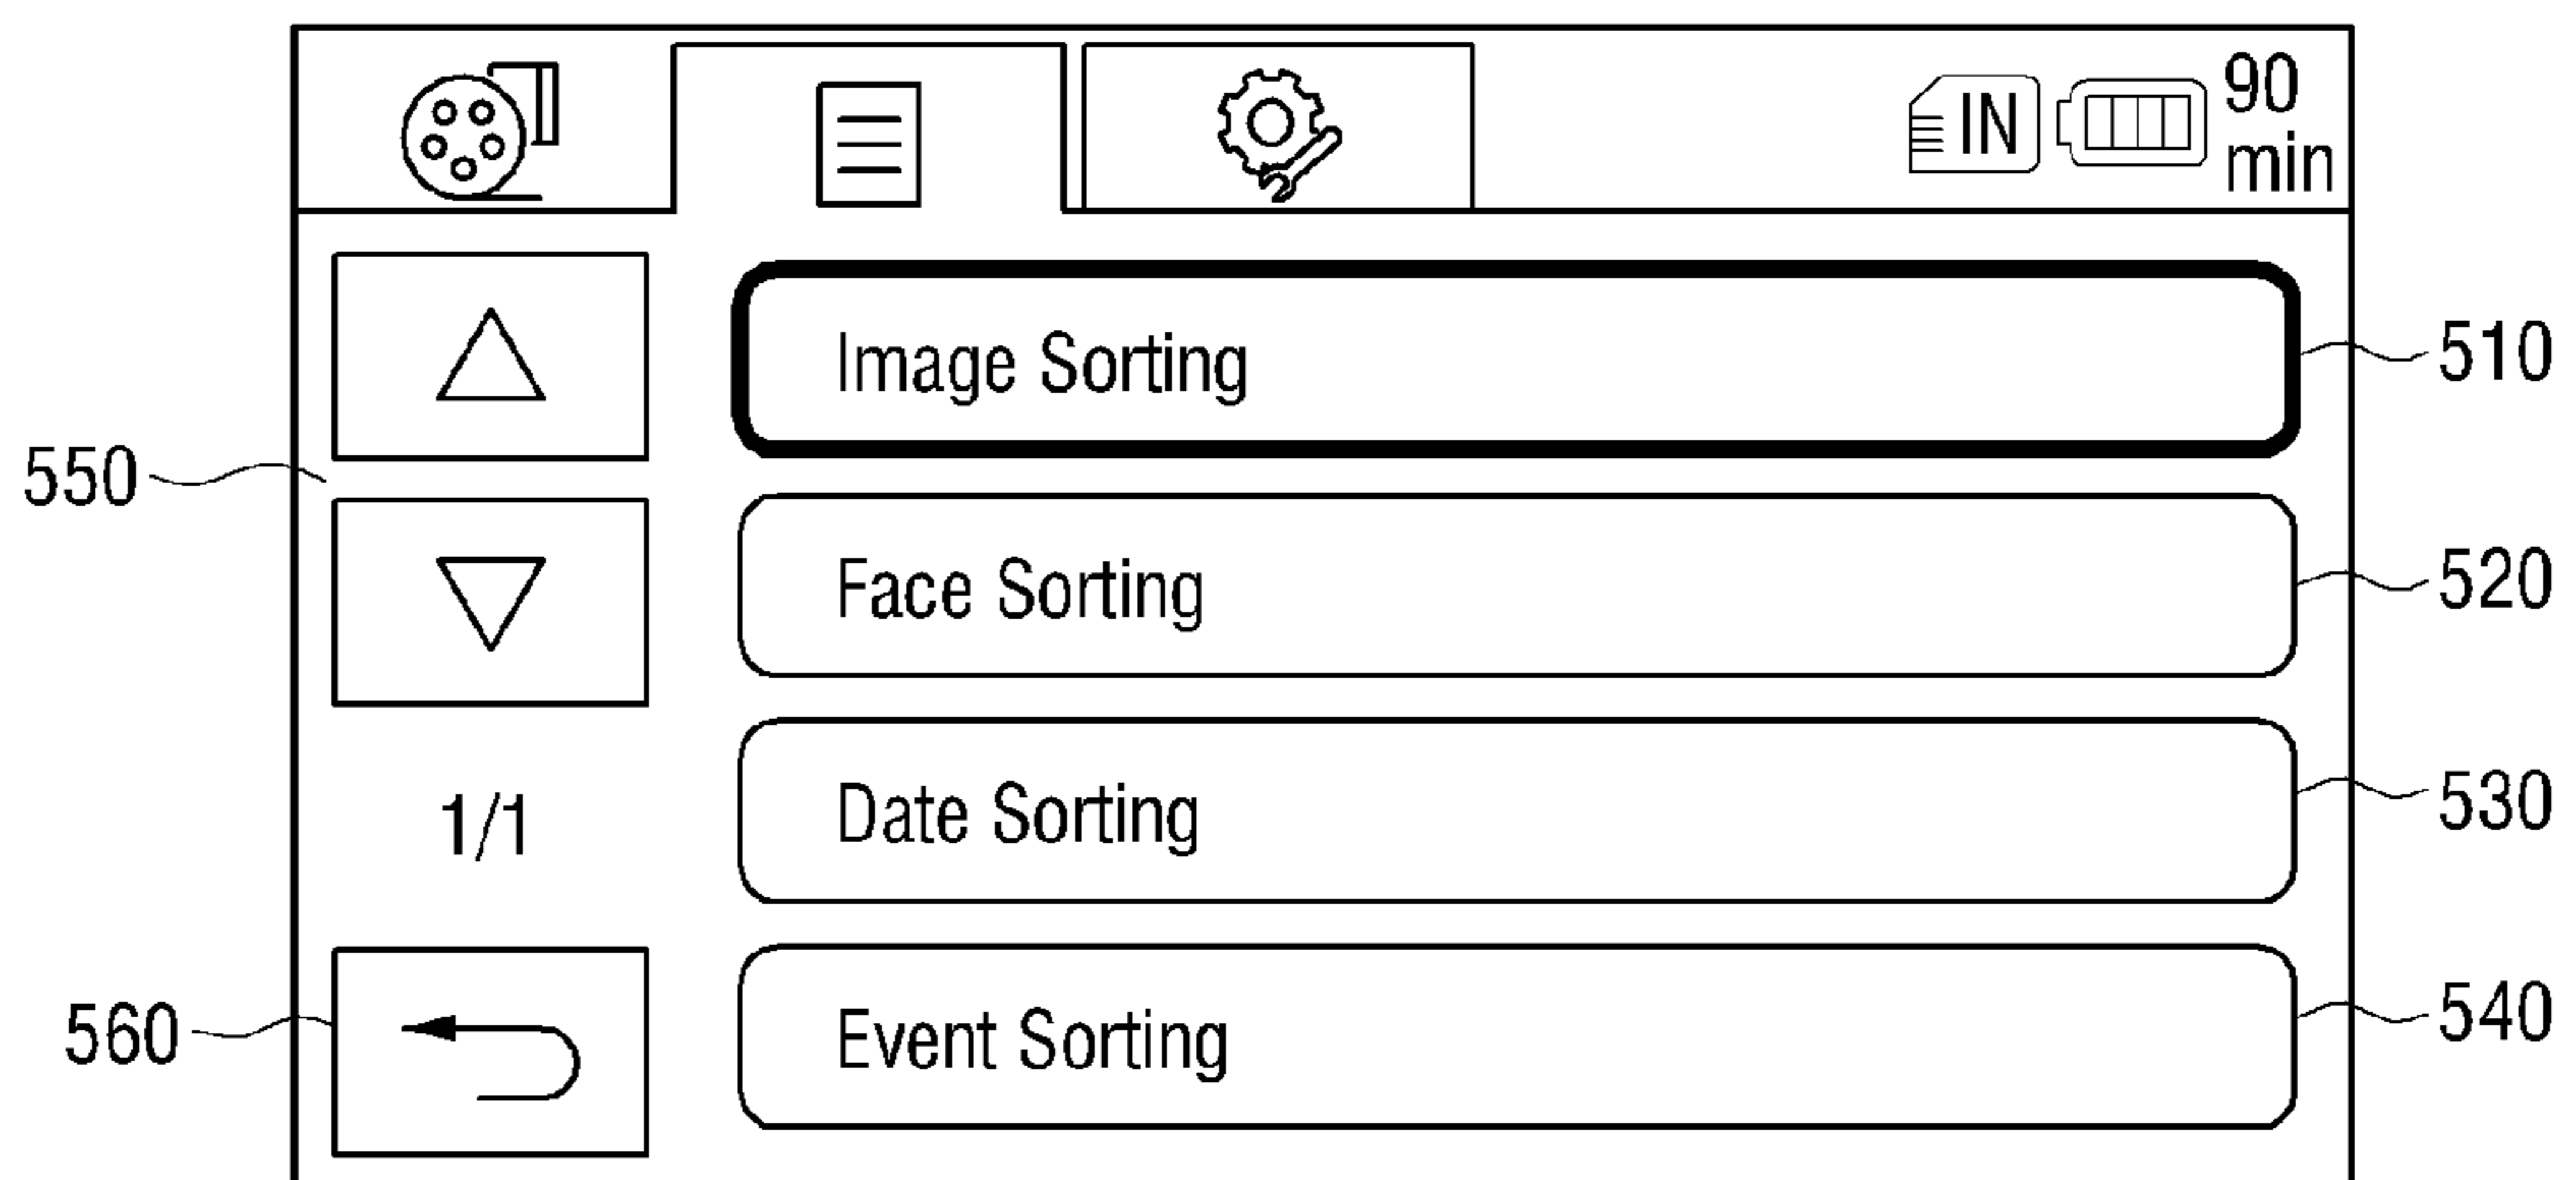 IN
90
min
Image Sorting
510
550
Face Sorting
520
Date Sorting
530
1/1
Event Sorting
540
560